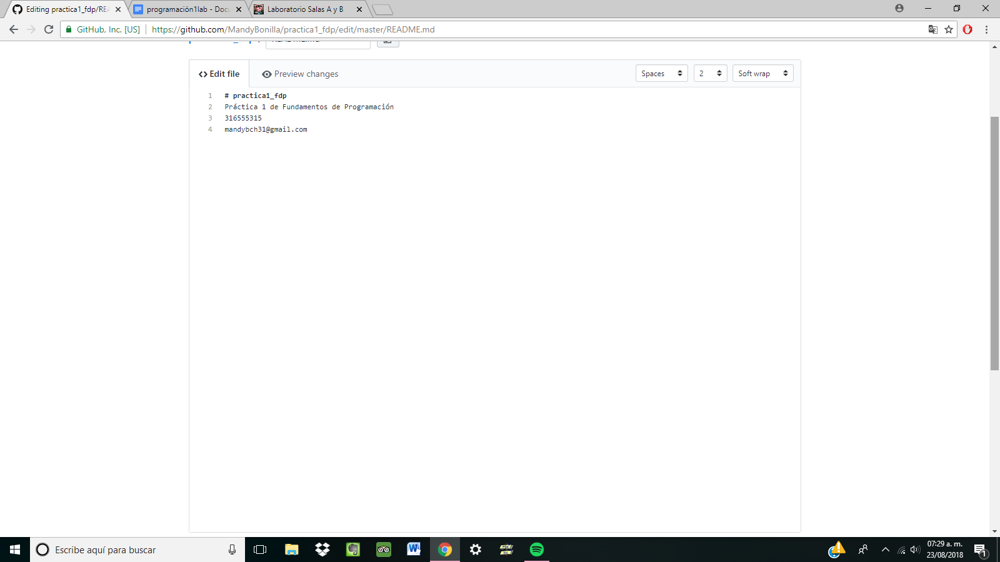 Editing practica1_fdp/REA
programación1lab - Docu
Laboratorio Salas A y B
GitHub, Inc. [US]
https://github.com/MandyBonilla/practica1_fdp/edit/master/README.md
Edit file
Preview changes
Spaces
2
Soft wrap
1 # practica1_fdp
2 Práctica 1 de Fundamentos de Programación
3 316555315
4 mandybch31@gmail.com
Escribe aquí para buscar
07:29 a. m.
23/08/2018
1